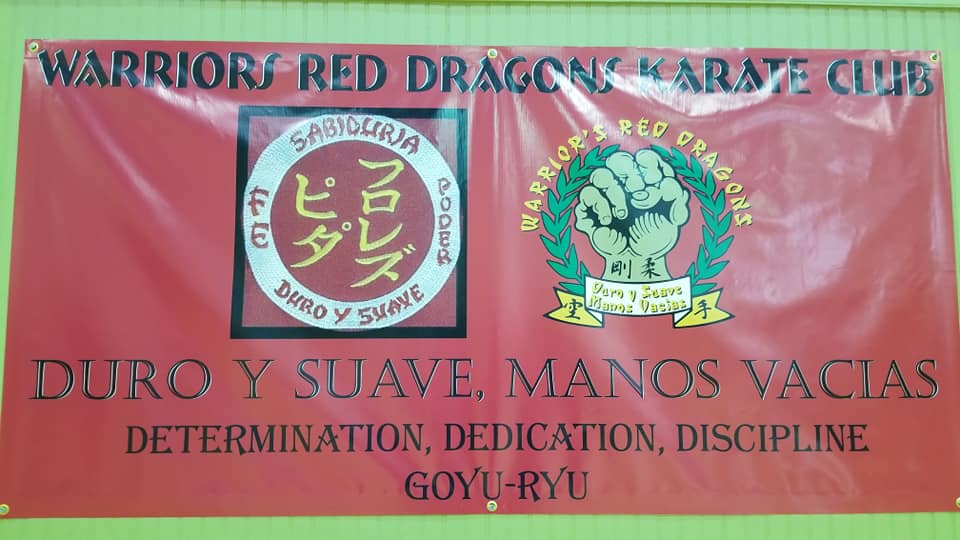 WARRIORS RED DRAGONS KARATE CLUB
SABIDURIA
FE
PODER
フロレズ
ピタ
DURO Y SUAVE
WARRIOR'S RED DRAGONS
剛柔
Duro y Suave
Manos Vacias
空手
DURO Y SUAVE, MANOS VACIAS
DETERMINATION, DEDICATION, DISCIPLINE
GOYU-RYU